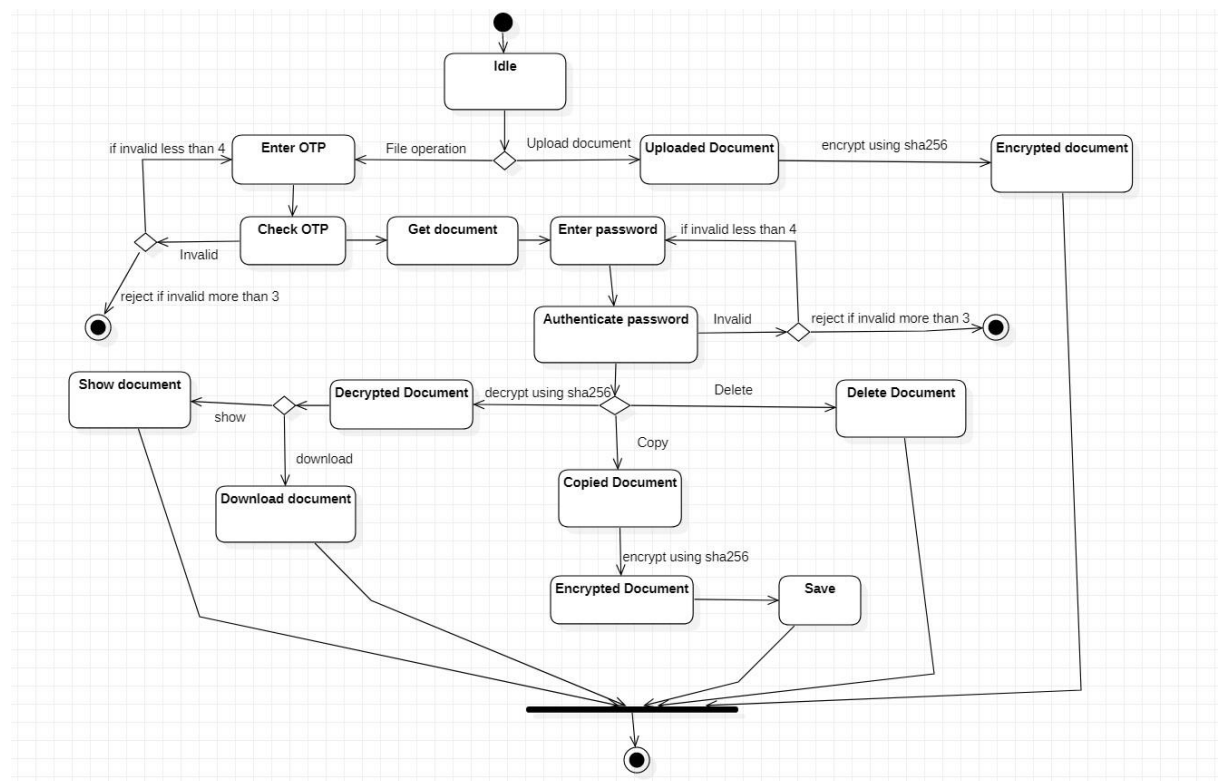 Idle
if invalid less than 4
Enter OTP
File operation
Upload document
Uploaded Document
encrypt using sha256
Encrypted document
Check OTP
Get document
Enter password
if invalid less than 4
Invalid
reject if invalid more than 3
Authenticate password
Invalid
reject if invalid more than 3
Show document
show
Decrypted Document
decrypt using sha256
Delete
Delete Document
download
Copy
Download document
Copied Document
encrypt using sha256
Encrypted Document
Save